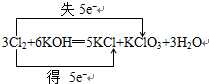 失 5e⁻
3Cl₂+6KOH═5KCl+KClO₃+3H₂O
得 5e⁻